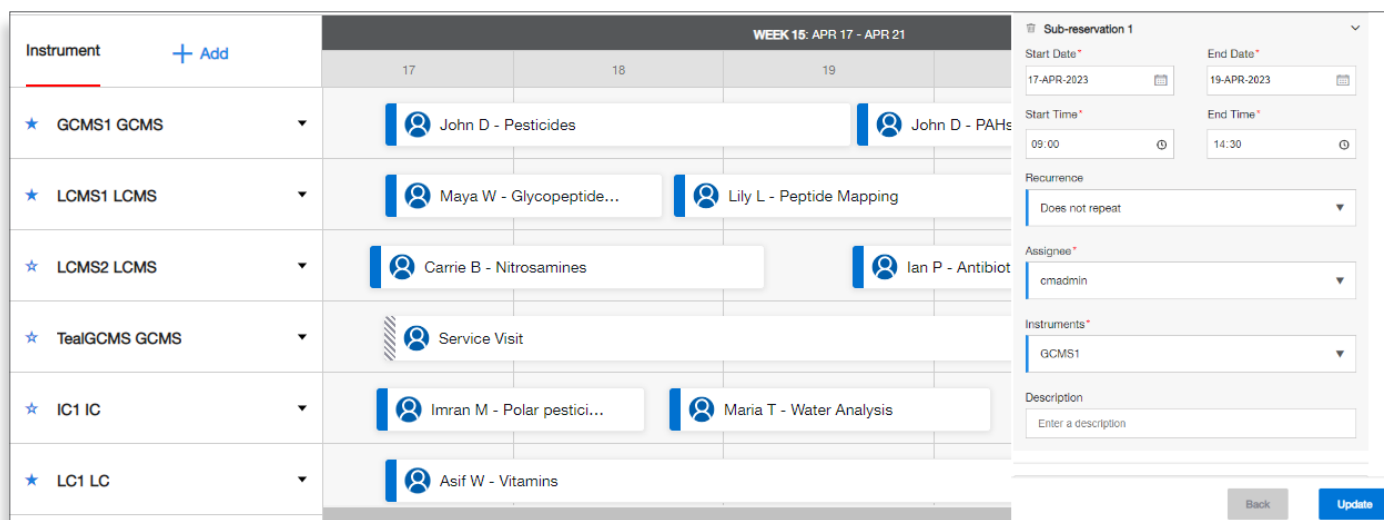 Instrument
Add
WEEK 15: APR 17 - APR 21
17
18
19
GCMS1 GCMS
John D - Pesticides
John D - PAHs
LCMS1 LCMS
Maya W - Glycopeptide...
Lily L - Peptide Mapping
LCMS2 LCMS
Carrie B - Nitrosamines
Ian P - Antibiot
TealGCMS GCMS
Service Visit
IC1 IC
Imran M - Polar pestici...
Maria T - Water Analysis
LC1 LC
Asif W - Vitamins
Sub-reservation 1
Start Date*
End Date*
17-APR-2023
19-APR-2023
Start Time*
End Time*
09:00
14:30
Recurrence
Does not repeat
Assignee*
cmadmin
Instruments*
GCMS1
Description
Enter a description
Back
Update